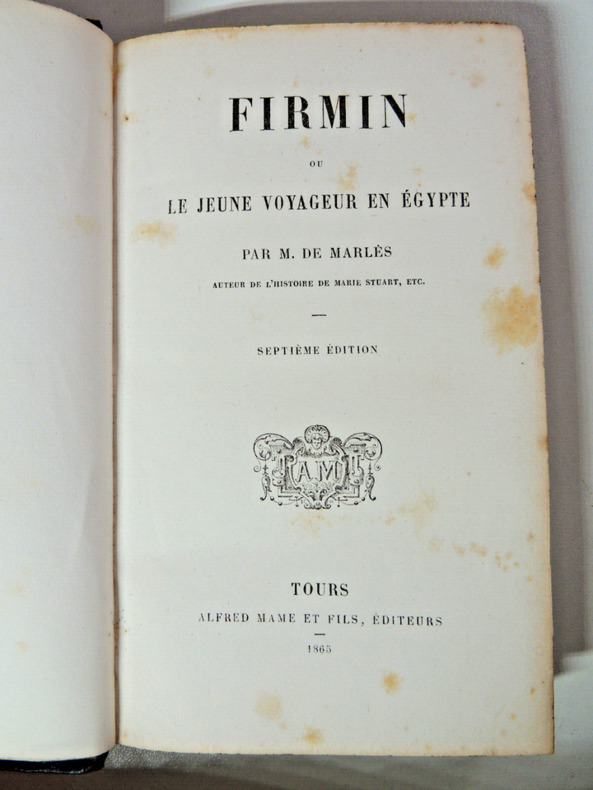 FIRMIN
OU
LE JEUNE VOYAGEUR EN ÉGYPTE
PAR M. DE MARLÈS
AUTEUR DE L'HISTOIRE DE MARIE STUART, ETC.
SEPTIÈME ÉDITION
AM
TOURS
ALFRED MAME ET FILS, ÉDITEURS
1865